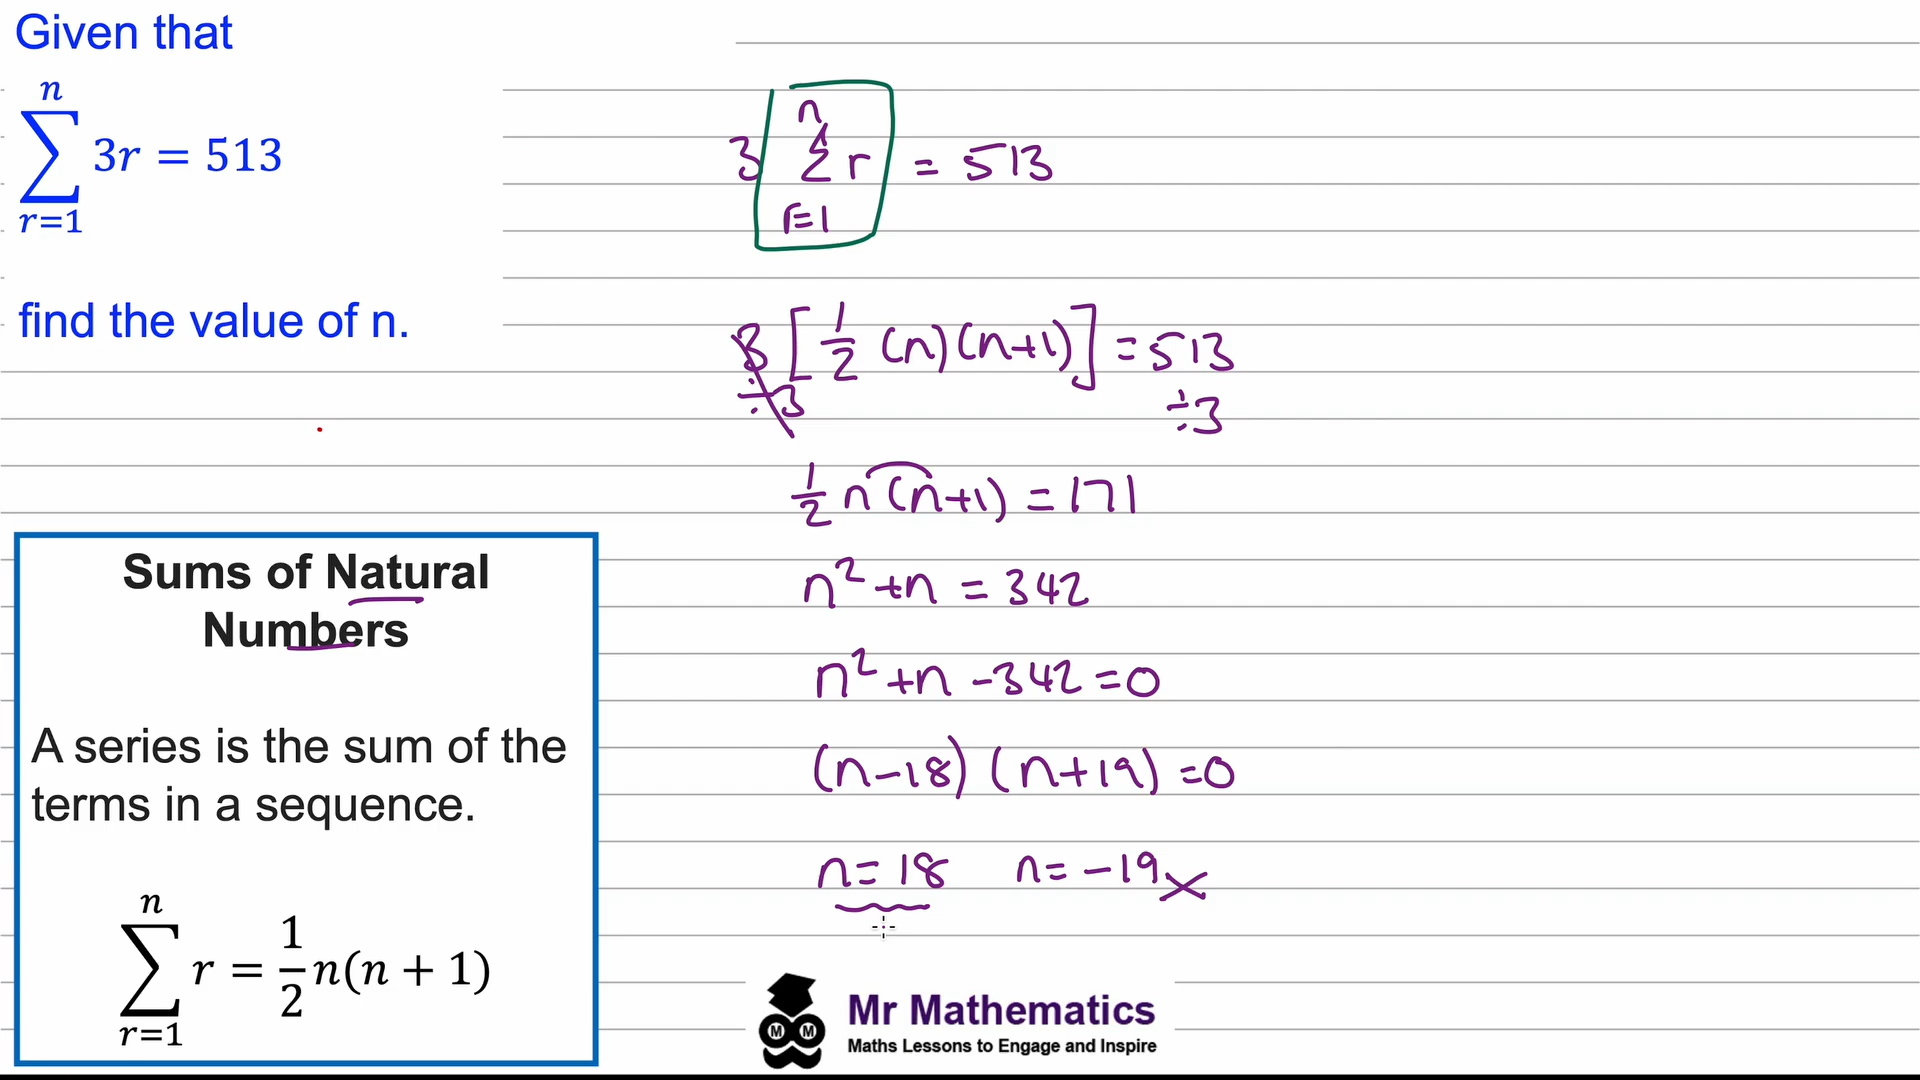 Given that
n
∑ 3r = 513
r=1
find the value of n.
Sums of Natural
Numbers
A series is the sum of the
terms in a sequence.
n
∑ r = 1/2 n(n + 1)
r=1
n
3 ∑ r = 513
r=1
3 [ 1/2 (n)(n+1) ] = 513
÷3 ÷3
1/2 n (n+1) = 171
n² + n = 342
n² + n - 342 = 0
(n-18) (n+19) = 0
n = 18 n = -19 ×
M M
Mr Mathematics
Maths Lessons to Engage and Inspire